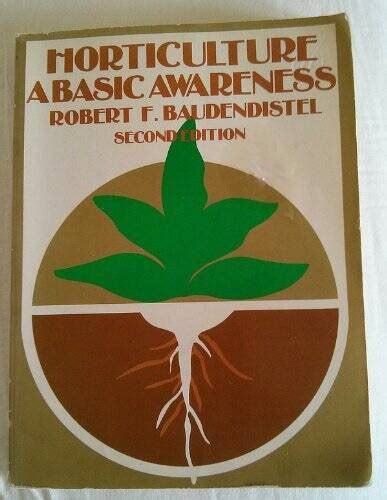 HORTICULTURE
A BASIC AWARENESS
ROBERT F. BAUDENDISTEL
SECOND EDITION